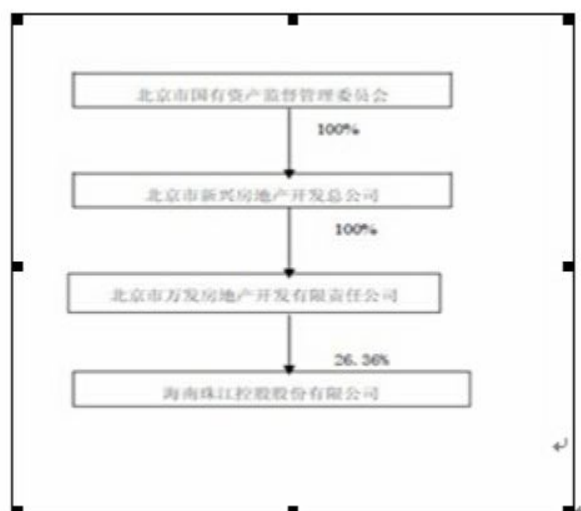 北京市国有资产监督管理委员会
100%
北京市新兴房地产开发总公司
100%
北京市万发房地产开发有限责任公司
26.36%
海南珠江控股股份有限公司